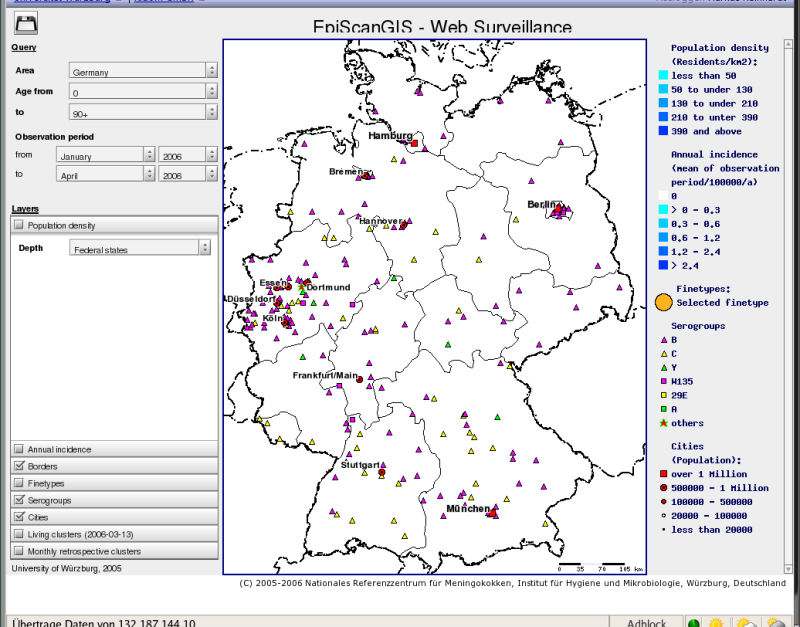 EpiScanGIS - Web Surveillance
Query
Area Germany
Age from 0
to 90+
Observation period
from January 2006
to April 2006
Layers
Population density
Depth Federal states
Annual incidence
Borders
Finetypes
Serogroups
Cities
Living clusters (2006-03-13)
Monthly retrospective clusters
University of Würzburg, 2005
Hamburg
Bremen
Berlin
Hannover
Essen
Dortmund
Düsseldorf
Köln
Frankfurt/Main
Stuttgart
München
0 35 70 105 km
Population density
(Residents/km2):
less than 50
50 to under 130
130 to under 210
210 to unter 390
390 and above
Annual incidence
(mean of observation
period/100000/a)
0
> 0 - 0.3
0.3 - 0.6
0.6 - 1.2
1.2 - 2.4
> 2.4
Finetypes:
Selected finetype
Serogroups
B
C
Y
W135
29E
A
others
Cities
(Population):
over 1 Million
500000 - 1 Million
100000 - 500000
20000 - 100000
less than 20000
(C) 2005-2006 Nationales Referenzzentrum für Meningokokken, Institut für Hygiene und Mikrobiologie, Würzburg, Deutschland
Übertrage Daten von 132.187.144.10...
Adblock